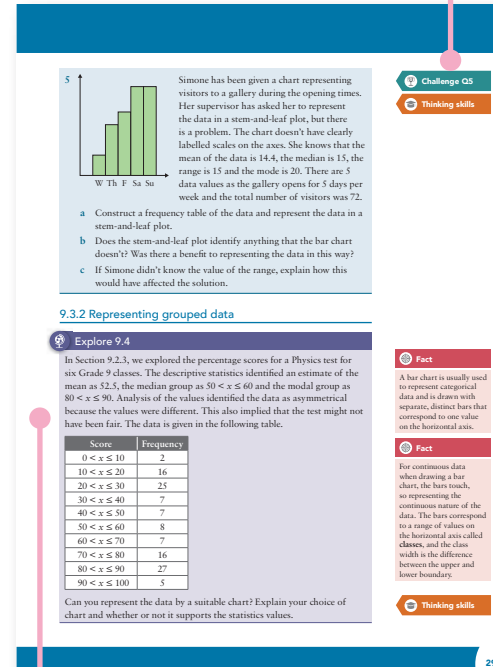 5
Simone has been given a chart representing
visitors to a gallery during the opening times.
Her supervisor has asked her to represent
the data in a stem-and-leaf plot, but there
is a problem. The chart doesn't have clearly
labelled scales on the axes. She knows that the
mean of the data is 14.4, the median is 15, the
range is 15 and the mode is 20. There are 5
data values as the gallery opens for 5 days per
week and the total number of visitors was 72.
W Th F Sa Su
a Construct a frequency table of the data and represent the data in a
stem-and-leaf plot.
b Does the stem-and-leaf plot identify anything that the bar chart
doesn't? Was there a benefit to representing the data in this way?
c If Simone didn't know the value of the range, explain how this
would have affected the solution.
Challenge Q5
Thinking skills
9.3.2 Representing grouped data
Explore 9.4
In Section 9.2.3, we explored the percentage scores for a Physics test for
six Grade 9 classes. The descriptive statistics identified an estimate of the
mean as 52.5, the median group as 50 < x ≤ 60 and the modal group as
80 < x ≤ 90. Analysis of the values identified the data as asymmetrical
because the values were different. This also implied that the test might not
have been fair. The data is given in the following table.
Score Frequency
0 < x ≤ 10 2
10 < x ≤ 20 16
20 < x ≤ 30 25
30 < x ≤ 40 7
40 < x ≤ 50 7
50 < x ≤ 60 8
60 < x ≤ 70 7
70 < x ≤ 80 16
80 < x ≤ 90 27
90 < x ≤ 100 5
Can you represent the data by a suitable chart? Explain your choice of
chart and whether or not it supports the statistics values.
Fact
A bar chart is usually used
to represent categorical
data and is drawn with
separate, distinct bars that
correspond to one value
on the horizontal axis.
Fact
For continuous data
when drawing a bar
chart, the bars touch,
so representing the
continuous nature of the
data. The bars correspond
to a range of values on
the horizontal axis called
classes, and the class
width is the difference
between the upper and
lower boundary.
Thinking skills